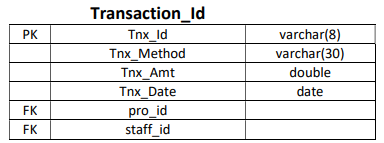 Transaction_Id
PK Tnx_Id varchar(8)
Tnx_Method varchar(30)
Tnx_Amt double
Tnx_Date date
FK pro_id
FK staff_id